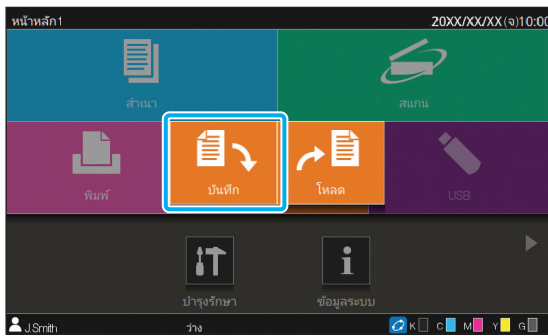 หน้าหลัก1 20XX/XX/XX(จ)10:00
สำเนา สแกน
พิมพ์ บันทึก โหลด USB
บำรุงรักษา ข้อมูลระบบ
J.Smith ว่าง K C M Y G